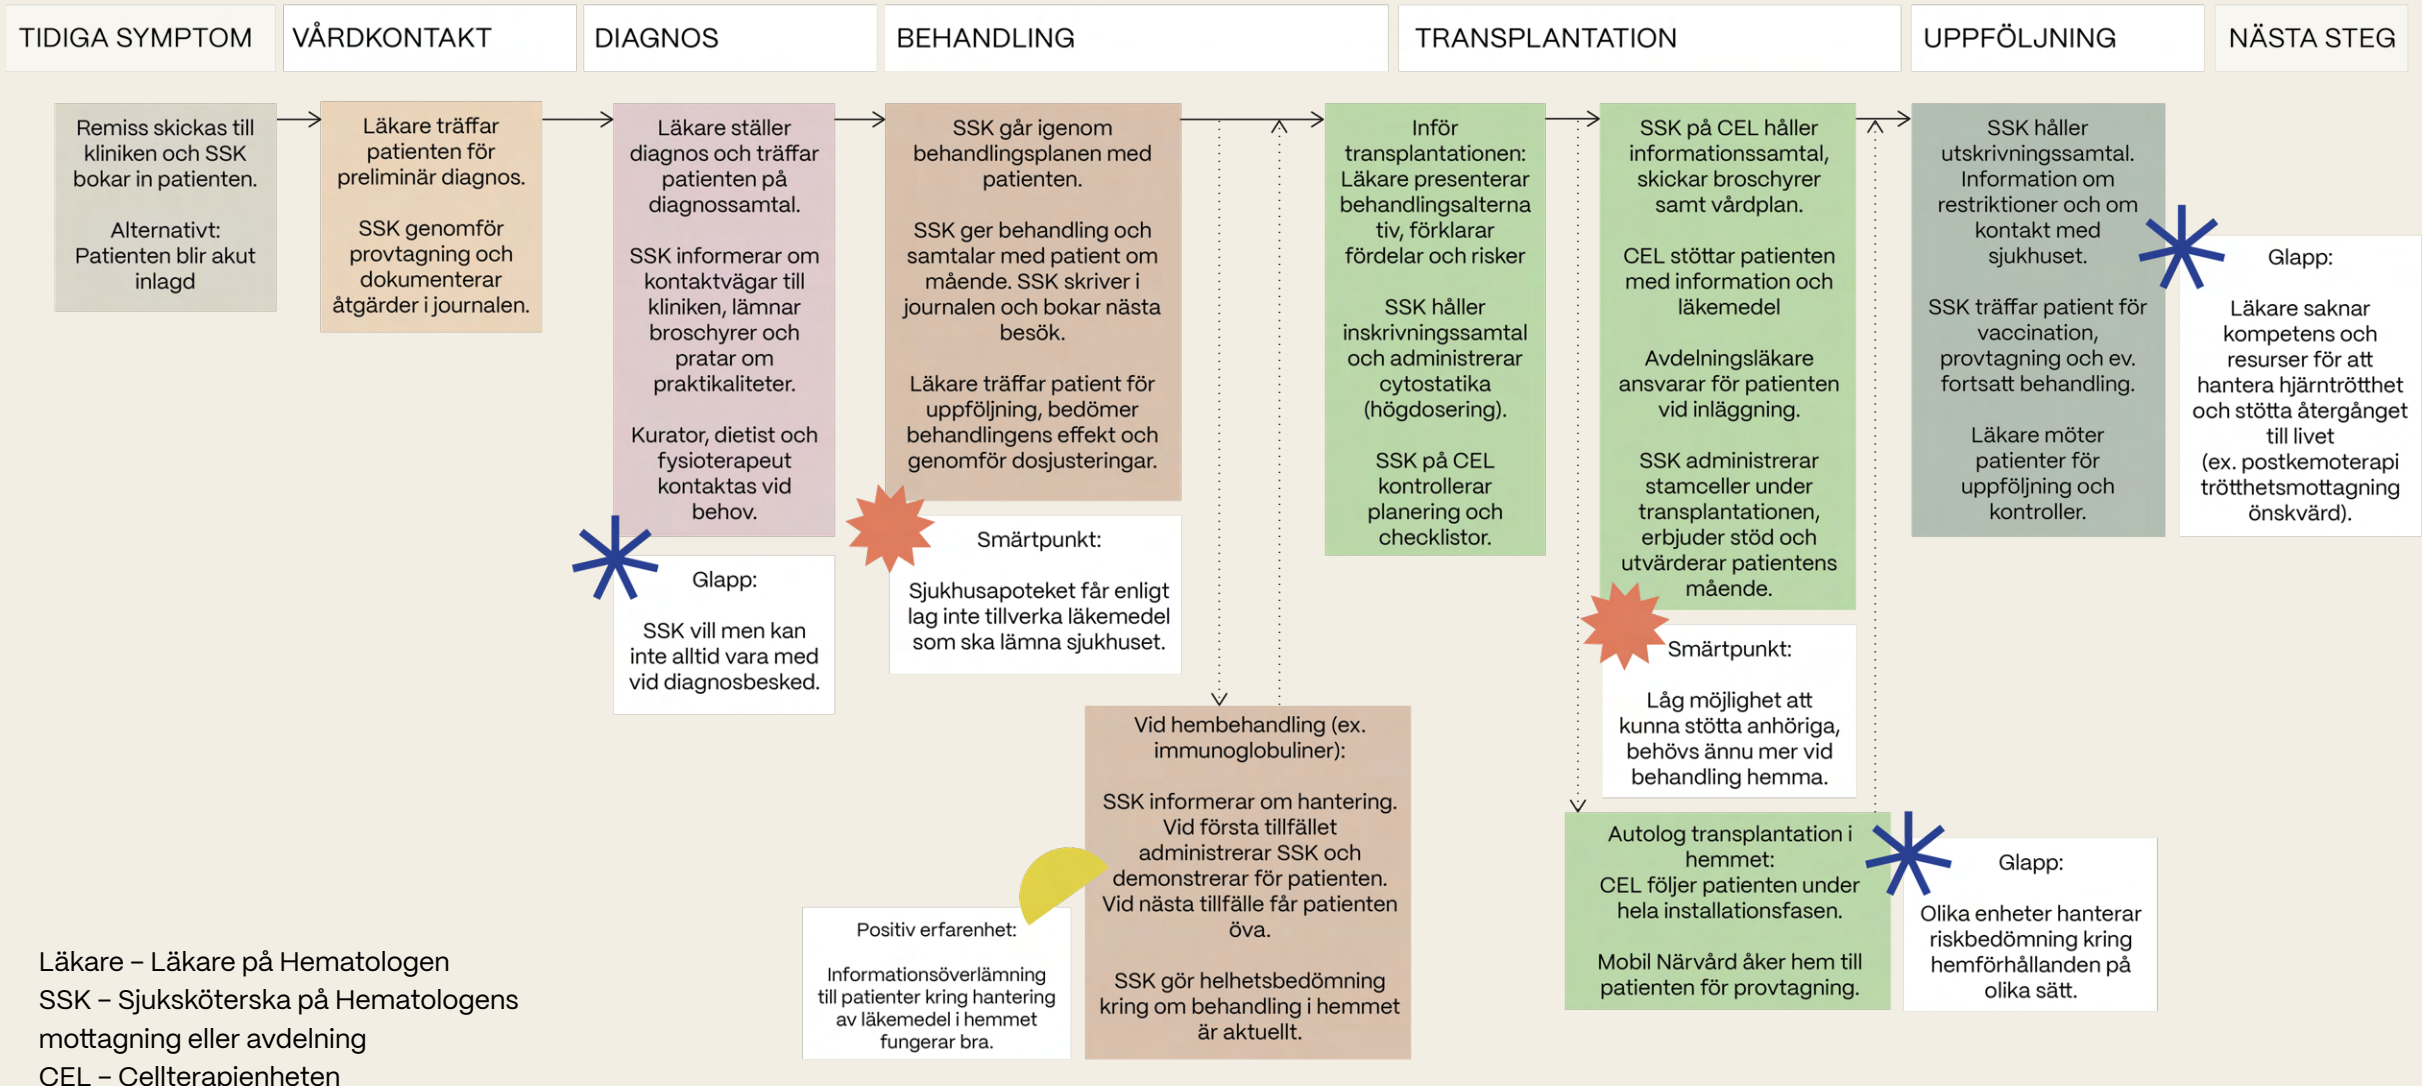 TIDIGA SYMPTOM
VÅRDKONTAKT
DIAGNOS
BEHANDLING
TRANSPLANTATION
UPPFÖLJNING
NÄSTA STEG
Remiss skickas till
kliniken och SSK
bokar in patienten.
Alternativt:
Patienten blir akut
inlagd
Läkare träffar
patienten för
preliminär diagnos.
SSK genomför
provtagning och
dokumenterar
åtgärder i journalen.
Läkare ställer
diagnos och träffar
patienten på
diagnossamtal.
SSK informerar om
kontaktvägar till
kliniken, lämnar
broschyrer och
pratar om
praktikaliteter.
Kurator, dietist och
fysioterapeut
kontaktas vid
behov.
Glapp:
SSK vill men kan
inte alltid vara med
vid diagnosbesked.
SSK går igenom
behandlingsplanen med
patienten.
SSK ger behandling och
samtalar med patient om
mående. SSK skriver i
journalen och bokar nästa
besök.
Läkare träffar patient för
uppföljning, bedömer
behandlingens effekt och
genomför dosjusteringar.
Smärtpunkt:
Sjukhusapoteket får enligt
lag inte tillverka läkemedel
som ska lämna sjukhuset.
Vid hembehandling (ex.
immunoglobuliner):
SSK informerar om hantering.
Vid första tillfället
administrerar SSK och
demonstrerar för patienten.
Vid nästa tillfälle får patienten
öva.
SSK gör helhetsbedömning
kring om behandling i hemmet
är aktuellt.
Positiv erfarenhet:
Informationsöverlämning
till patienter kring hantering
av läkemedel i hemmet
fungerar bra.
Inför
transplantationen:
Läkare presenterar
behandlingsalterna
tiv, förklarar
fördelar och risker
SSK håller
inskrivningssamtal
och administrerar
cytostatika
(högdosering).
SSK på CEL
kontrollerar
planering och
checklistor.
SSK på CEL håller
informationssamtal,
skickar broschyrer
samt vårdplan.
CEL stöttar patienten
med information och
läkemedel
Avdelningsläkare
ansvarar för patienten
vid inläggning.
SSK administrerar
stamceller under
transplantationen,
erbjuder stöd och
utvärderar patientens
mående.
Smärtpunkt:
Låg möjlighet att
kunna stötta anhöriga,
behövs ännu mer vid
behandling hemma.
Autolog transplantation i
hemmet:
CEL följer patienten under
hela installationsfasen.
Mobil Närvård åker hem till
patienten för provtagning.
Glapp:
Olika enheter hanterar
riskbedömning kring
hemförhållanden på
olika sätt.
SSK håller
utskrivningssamtal.
Information om
restriktioner och om
kontakt med
sjukhuset.
SSK träffar patient för
vaccination,
provtagning och ev.
fortsatt behandling.
Läkare möter
patienter för
uppföljning och
kontroller.
Glapp:
Läkare saknar
kompetens och
resurser för att
hantera hjärntrötthet
och stötta återgånget
till livet
(ex. postkemoterapi
trötthetsmottagning
önskvärd).
Läkare – Läkare på Hematologen
SSK – Sjuksköterska på Hematologens
mottagning eller avdelning
CEL – Cellterapienheten